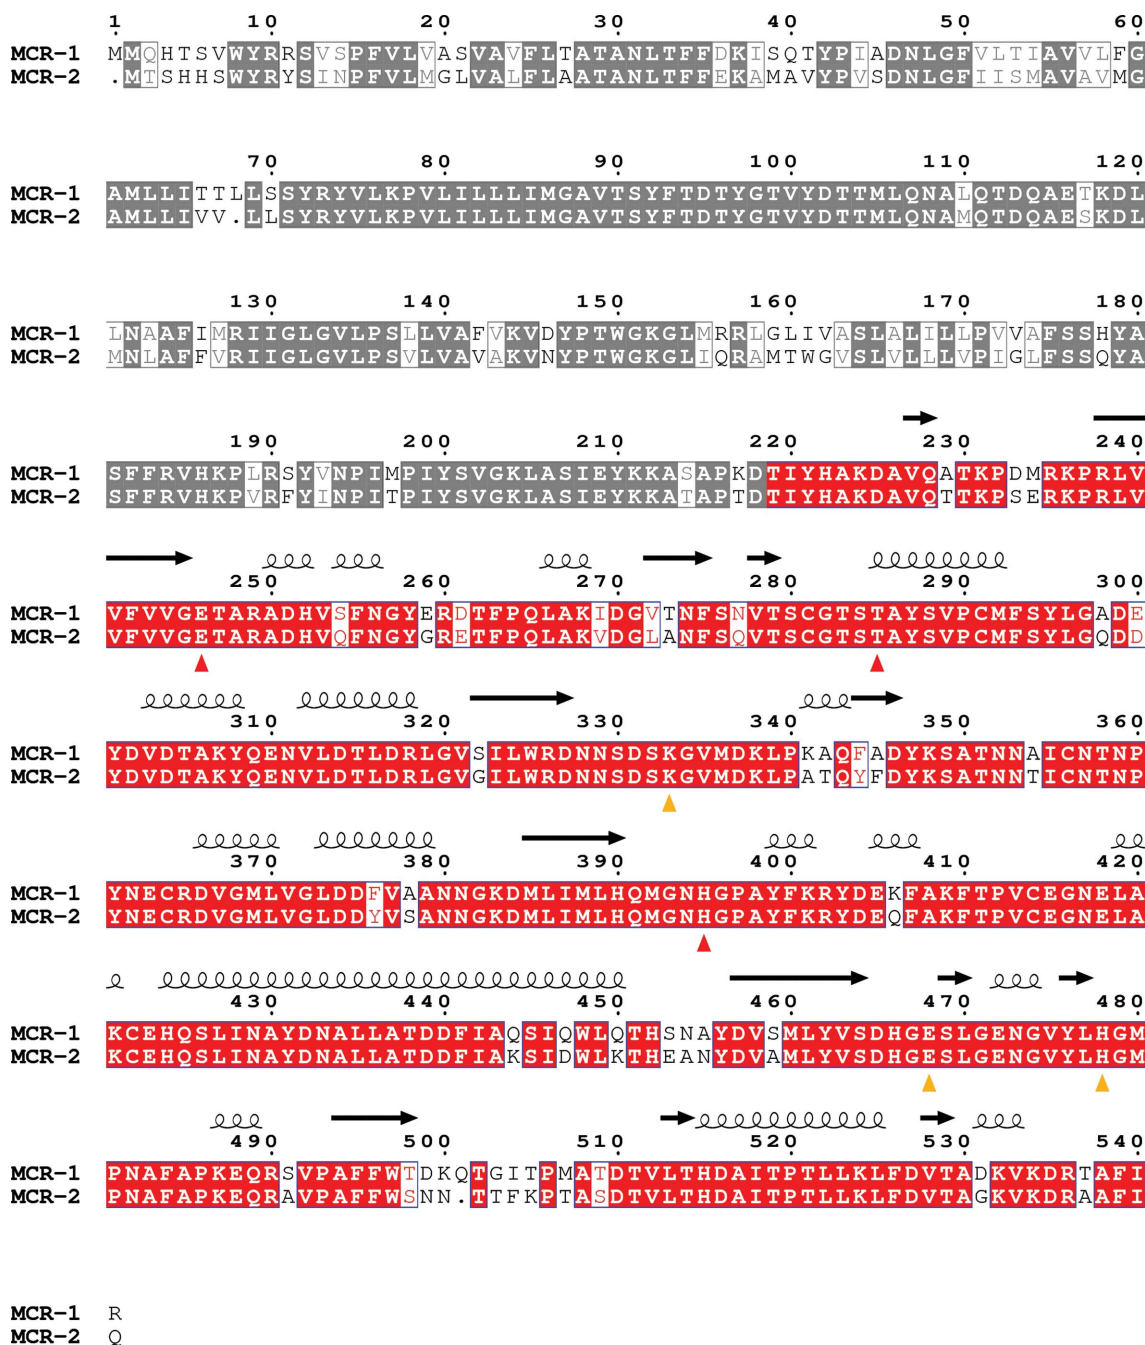 1 10 20 30 40 50 60
MCR-1 MMQHTSVWYRRSVSPFVLVASVAVFLTATANLTFFDKISQTYPIADNLGFVLTIAVVLFG
MCR-2 .MTSHHSWYRYSINPFVLMGLVALFLAATANLTFFEKAMAVYPVSDNLGFIISMAVAVMG
70 80 90 100 110 120
MCR-1 AMLLITTLLSSYRYVLKPVLILLLIMGAVTSYFTDTYGTVYDTTMLQNALQTDQAETKDL
MCR-2 AMLLIVV.LLSYRYVLKPVLILLLIMGAVTSYFTDTYGTVYDTTMLQNAMQTDQAESKDL
130 140 150 160 170 180
MCR-1 LNAAFIMRIIGLGVLPSLLVAFVKVDYPTWGKGLMRRLGLIVASLALILLPVVAFSSHYA
MCR-2 MNLAFFVRIIGLGVLPSVLVAVAKVNYPTWGKGLIQRAMTWGVSLVLLLVPIGLFSSQYA
190 200 210 220 230 240
MCR-1 SFFRVHKPLRSYVNPIMPIYSVGKLASIEYKKASAPKDTIYHAKDAVQATKPDMRKPRLV
MCR-2 SFFRVHKPVRFYINPITPIYSVGKLASIEYKKATAPTDTIYHAKDAVQTTKPSERKPRLV
250 260 270 280 290 300
MCR-1 VFVVGETARADHVSFNGYERDTFPQLAKIDGVTNFSNVTSCGTSTAYSVPCMFSYLGADE
MCR-2 VFVVGETARADHVQFNGYGRETFPQLAKVDGLANFSQVTSCGTSTAYSVPCMFSYLGQDD
310 320 330 340 350 360
MCR-1 YDVDTAKYQENVLDTLDRLGVSILWRDNNSDSKGVMDKLPKAQFADYKSATNNAICNTNP
MCR-2 YDVDTAKYQENVLDTLDRLGVGILWRDNNSDSKGVMDKLPATQYFDYKSATNNTICNTNP
370 380 390 400 410 420
MCR-1 YNECRDVGMLVGLDDFVAANNGKDMLIMLHQMGNHGPAYFKRYDEKFAKFTPVCEGNELA
MCR-2 YNECRDVGMLVGLDDYVSANNGKDMLIMLHQMGNHGPAYFKRYDEQFAKFTPVCEGNELA
430 440 450 460 470 480
MCR-1 KCEHQSLINAYDNALLATDDFIAQSIQWLQTHSNAYDVSMLYVSDHGESLGENGVYLHGM
MCR-2 KCEHQSLINAYDNALLATDDFIAKSIDWLKTHEANYDVAMLYVSDHGESLGENGVYLHGM
490 500 510 520 530 540
MCR-1 PNAFAPKEQRSVPAFFWTDKQTGITPMATDTVLTHDAITPTLLKLFDVTADKVKDRTAFI
MCR-2 PNAFAPKEQRAVPAFFWSNN.TTFKPTASDTVLTHDAITPTLLKLFDVTAGKVKDRAAFI
MCR-1 R
MCR-2 Q